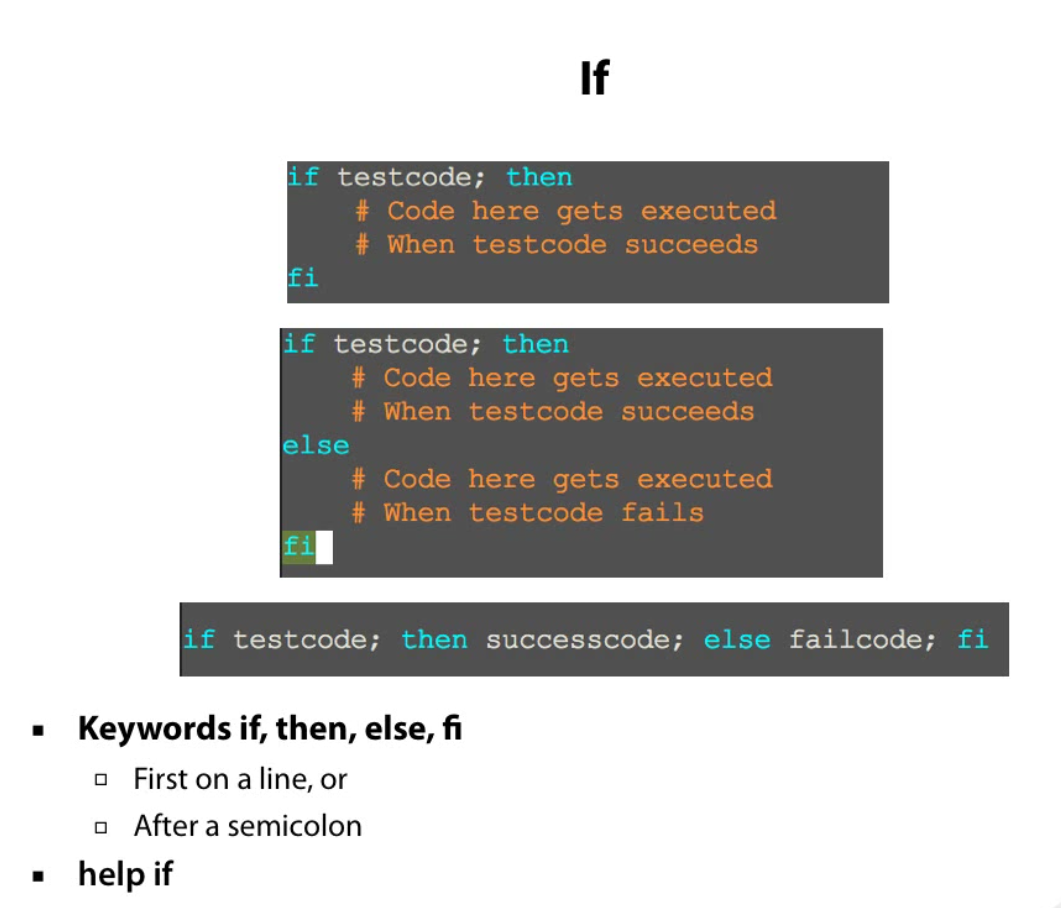 If
if testcode; then
# Code here gets executed
# When testcode succeeds
fi
if testcode; then
# Code here gets executed
# When testcode succeeds
else
# Code here gets executed
# When testcode fails
fi
if testcode; then successcode; else failcode; fi
Keywords if, then, else, fi
First on a line, or
After a semicolon
help if